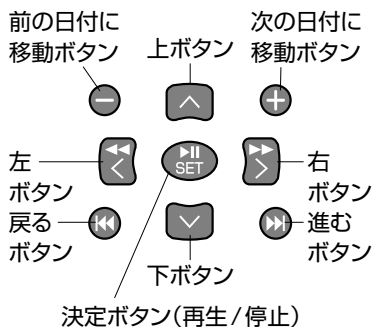 前の日付に
移動ボタン
上ボタン
次の日付に
移動ボタン
左
ボタン
SET
右
ボタン
戻る
ボタン
進む
ボタン
下ボタン
決定ボタン(再生/停止)